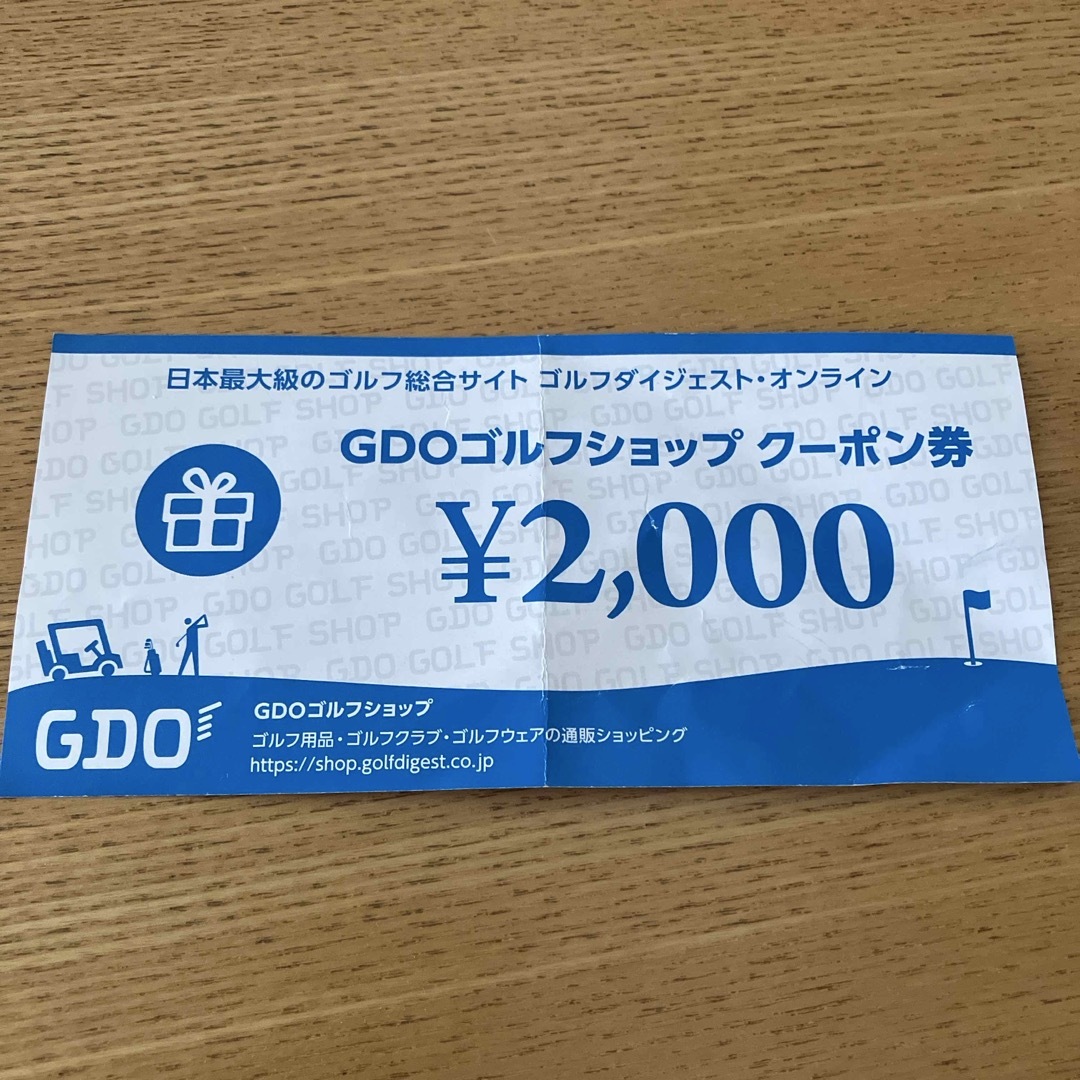 日本最大級のゴルフ総合サイト ゴルフダイジェスト・オンライン
GDOゴルフショップ クーポン券
¥2,000
GDO
GDOゴルフショップ
ゴルフ用品・ゴルフクラブ・ゴルフウェアの通販ショッピング
https://shop.golfdigest.co.jp
GDO GOLF SHOP